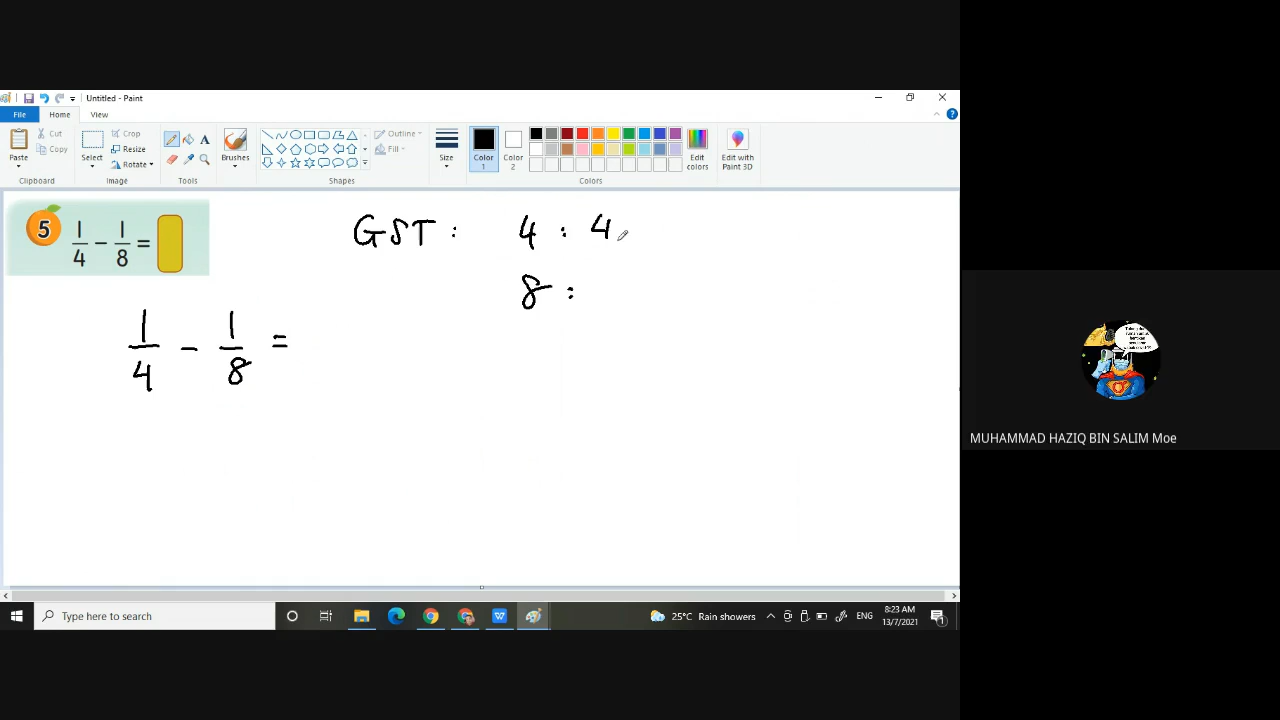 Untitled - Paint
File Home View
Paste Cut Copy Clipboard
Select Crop Resize Rotate Image
Tools
Brushes
Outline Fill Shapes
Size
Color 1 Color 2
Edit colors Colors
Edit with Paint 3D
5 1/4 - 1/8 =
GST : 4 : 4,
8 :
1/4 - 1/8 =
MUHAMMAD HAZIQ BIN SALIM Moe
Type here to search
25°C Rain showers ENG 8:23 AM 13/7/2021